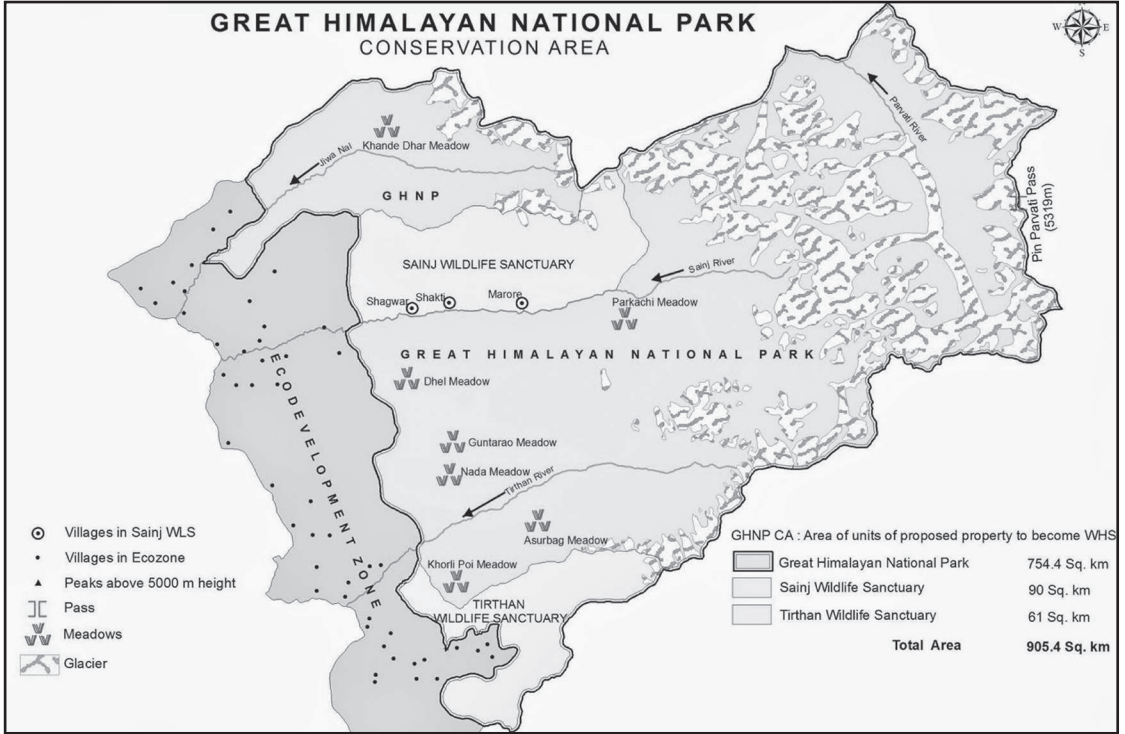 GREAT HIMALAYAN NATIONAL PARK
CONSERVATION AREA
N
W
E
S
Parvati River
Khande Dhar Meadow
Jiwa Nal
GHNP
Pin Parvati Pass
(5319m)
SAINJ WILDLIFE SANCTUARY
Sainj River
Shagwar
Shakti
Marore
Parkachi Meadow
GREAT HIMALAYAN NATIONAL PARK
Dhel Meadow
ECODEVELOPMENT ZONE
Guntarao Meadow
Nada Meadow
Tirthan River
Asurbag Meadow
Khorli Poi Meadow
TIRTHAN
WILDLIFE SANCTUARY
Villages in Sainj WLS
Villages in Ecozone
Peaks above 5000 m height
Pass
Meadows
Glacier
GHNP CA : Area of units of proposed property to become WHS
Great Himalayan National Park 754.4 Sq. km
Sainj Wildlife Sanctuary 90 Sq. km
Tirthan Wildlife Sanctuary 61 Sq. km
Total Area 905.4 Sq. km